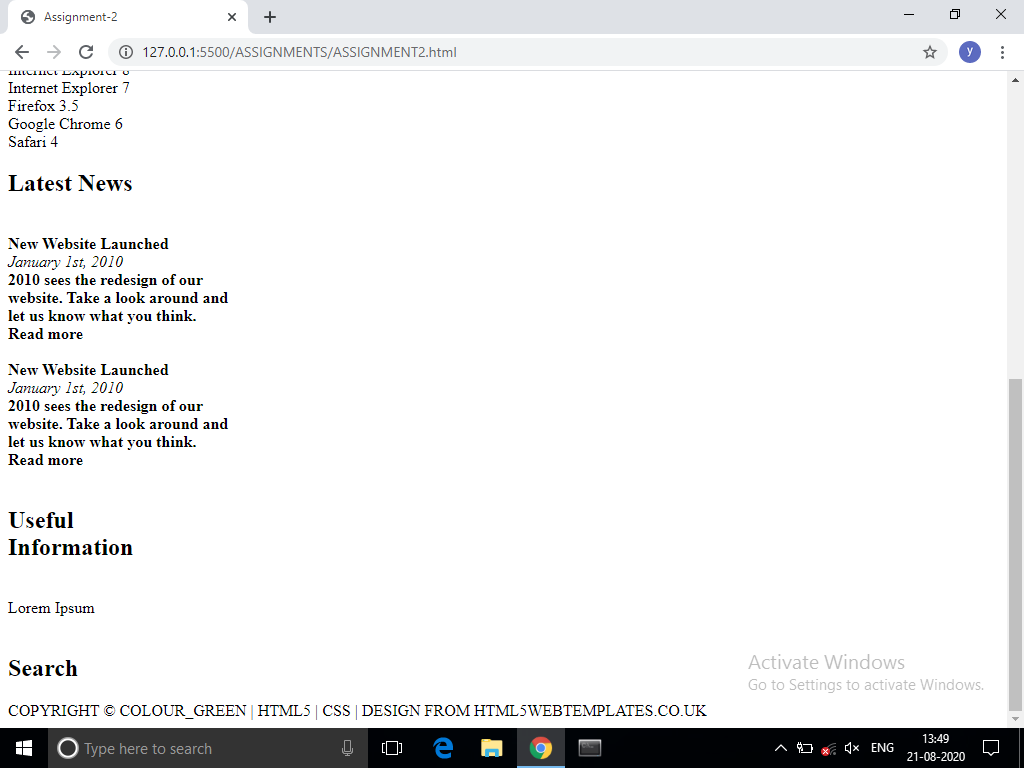 Assignment-2
127.0.0.1:5500/ASSIGNMENTS/ASSIGNMENT2.html
y
Internet Explorer 8
Internet Explorer 7
Firefox 3.5
Google Chrome 6
Safari 4
Latest News
New Website Launched
January 1st, 2010
2010 sees the redesign of our
website. Take a look around and
let us know what you think.
Read more
New Website Launched
January 1st, 2010
2010 sees the redesign of our
website. Take a look around and
let us know what you think.
Read more
Useful
Information
Lorem Ipsum
Search
COPYRIGHT © COLOUR_GREEN | HTML5 | CSS | DESIGN FROM HTML5WEBTEMPLATES.CO.UK
Activate Windows
Go to Settings to activate Windows.
Type here to search
ENG
13:49
21-08-2020